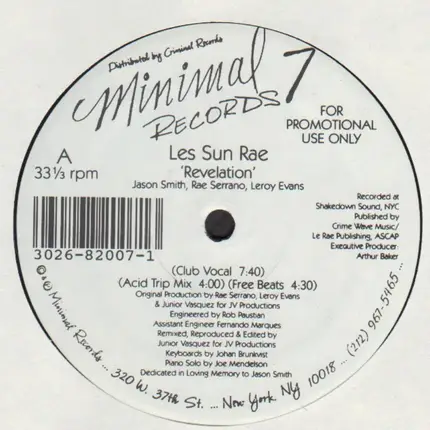 Distributed by Criminal Records
Minimal
RECORDS 7
FOR
PROMOTIONAL
USE ONLY
A
33⅓ rpm
Les Sun Rae
'Revelation'
Jason Smith, Rae Serrano, Leroy Evans
3026-82007-1
Recorded at
Shakedown Sound, NYC
Published by
Crime Wave Music/
Le Rae Publishing, ASCAP
Executive Producer:
Arthur Baker
(Club Vocal 7:40)
(Acid Trip Mix 4:00) (Free Beats 4:30)
Original Production by Rae Serrano, Leroy Evans
& Junior Vasquez for JV Productions
Engineered by Rob Paustian
Assistant Engineer Fernando Marques
Remixed, Reproduced & Edited by
Junior Vasquez for JV Productions
Keyboards by Johan Brunkvist
Piano Solo by Joe Mendelson
Dedicated in Loving Memory to Jason Smith
Minimal Records ... 320 W. 37th St. ... New York NY 10018 ... (212) 967-5465 ...